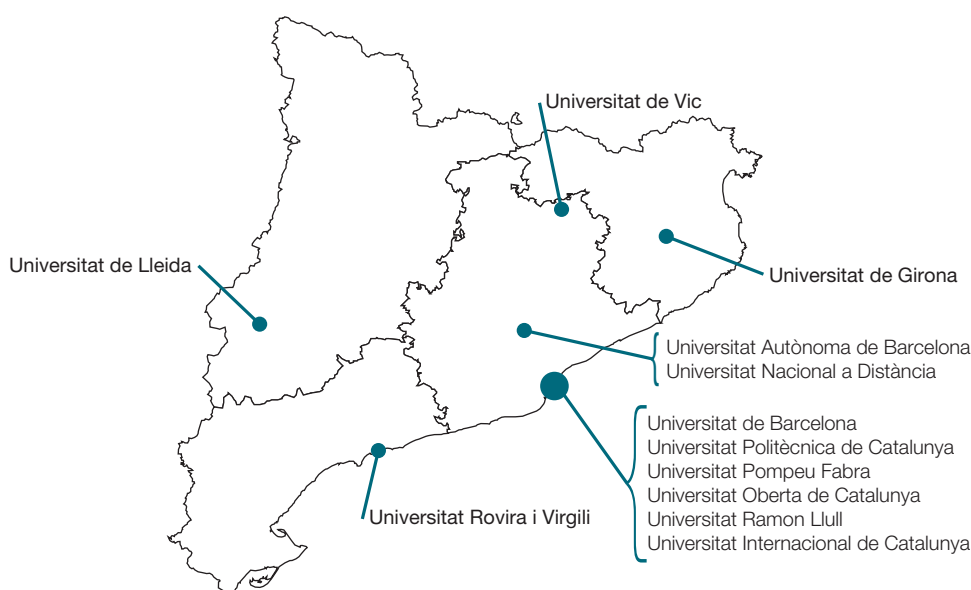 Universitat de Vic
Universitat de Lleida
Universitat de Girona
Universitat Autònoma de Barcelona
Universitat Nacional a Distància
Universitat de Barcelona
Universitat Politècnica de Catalunya
Universitat Pompeu Fabra
Universitat Oberta de Catalunya
Universitat Ramon Llull
Universitat Internacional de Catalunya
Universitat Rovira i Virgili